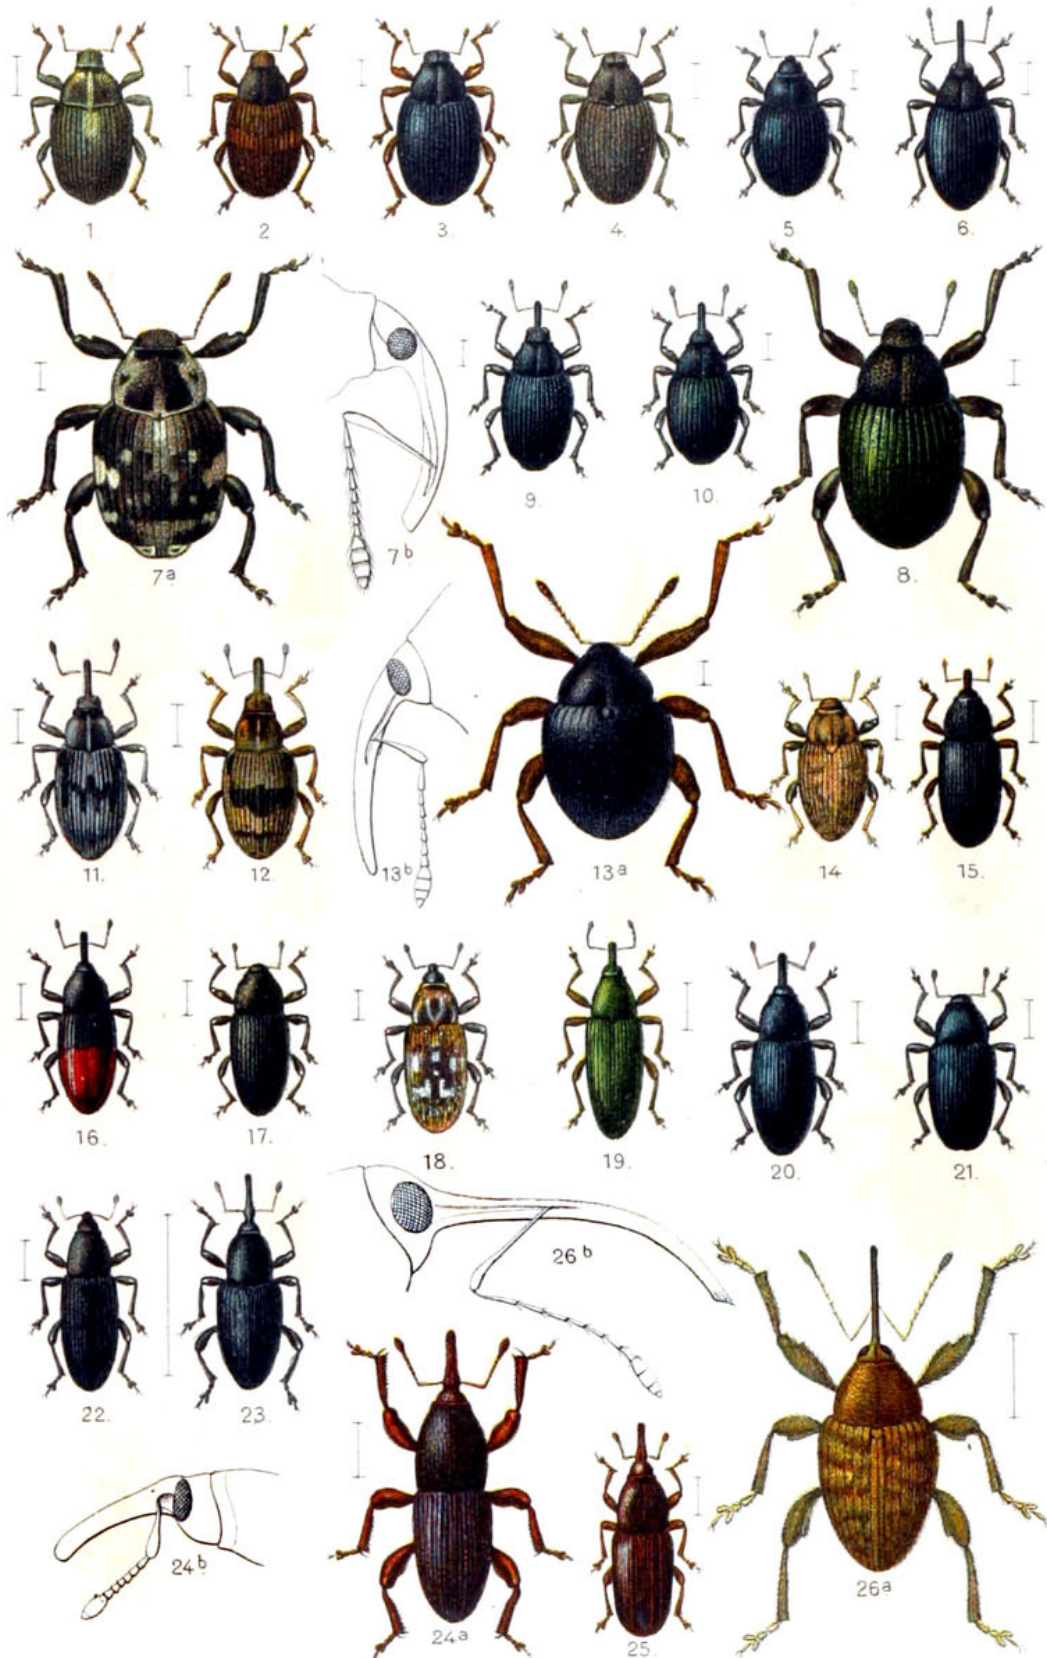 1.
2.
3.
4.
5.
6.
7a
7b
9.
10.
8.
11.
12.
13b
13a
14
15.
16.
17.
18.
19.
20.
21.
22.
23.
26b
24b
24a
25.
26a